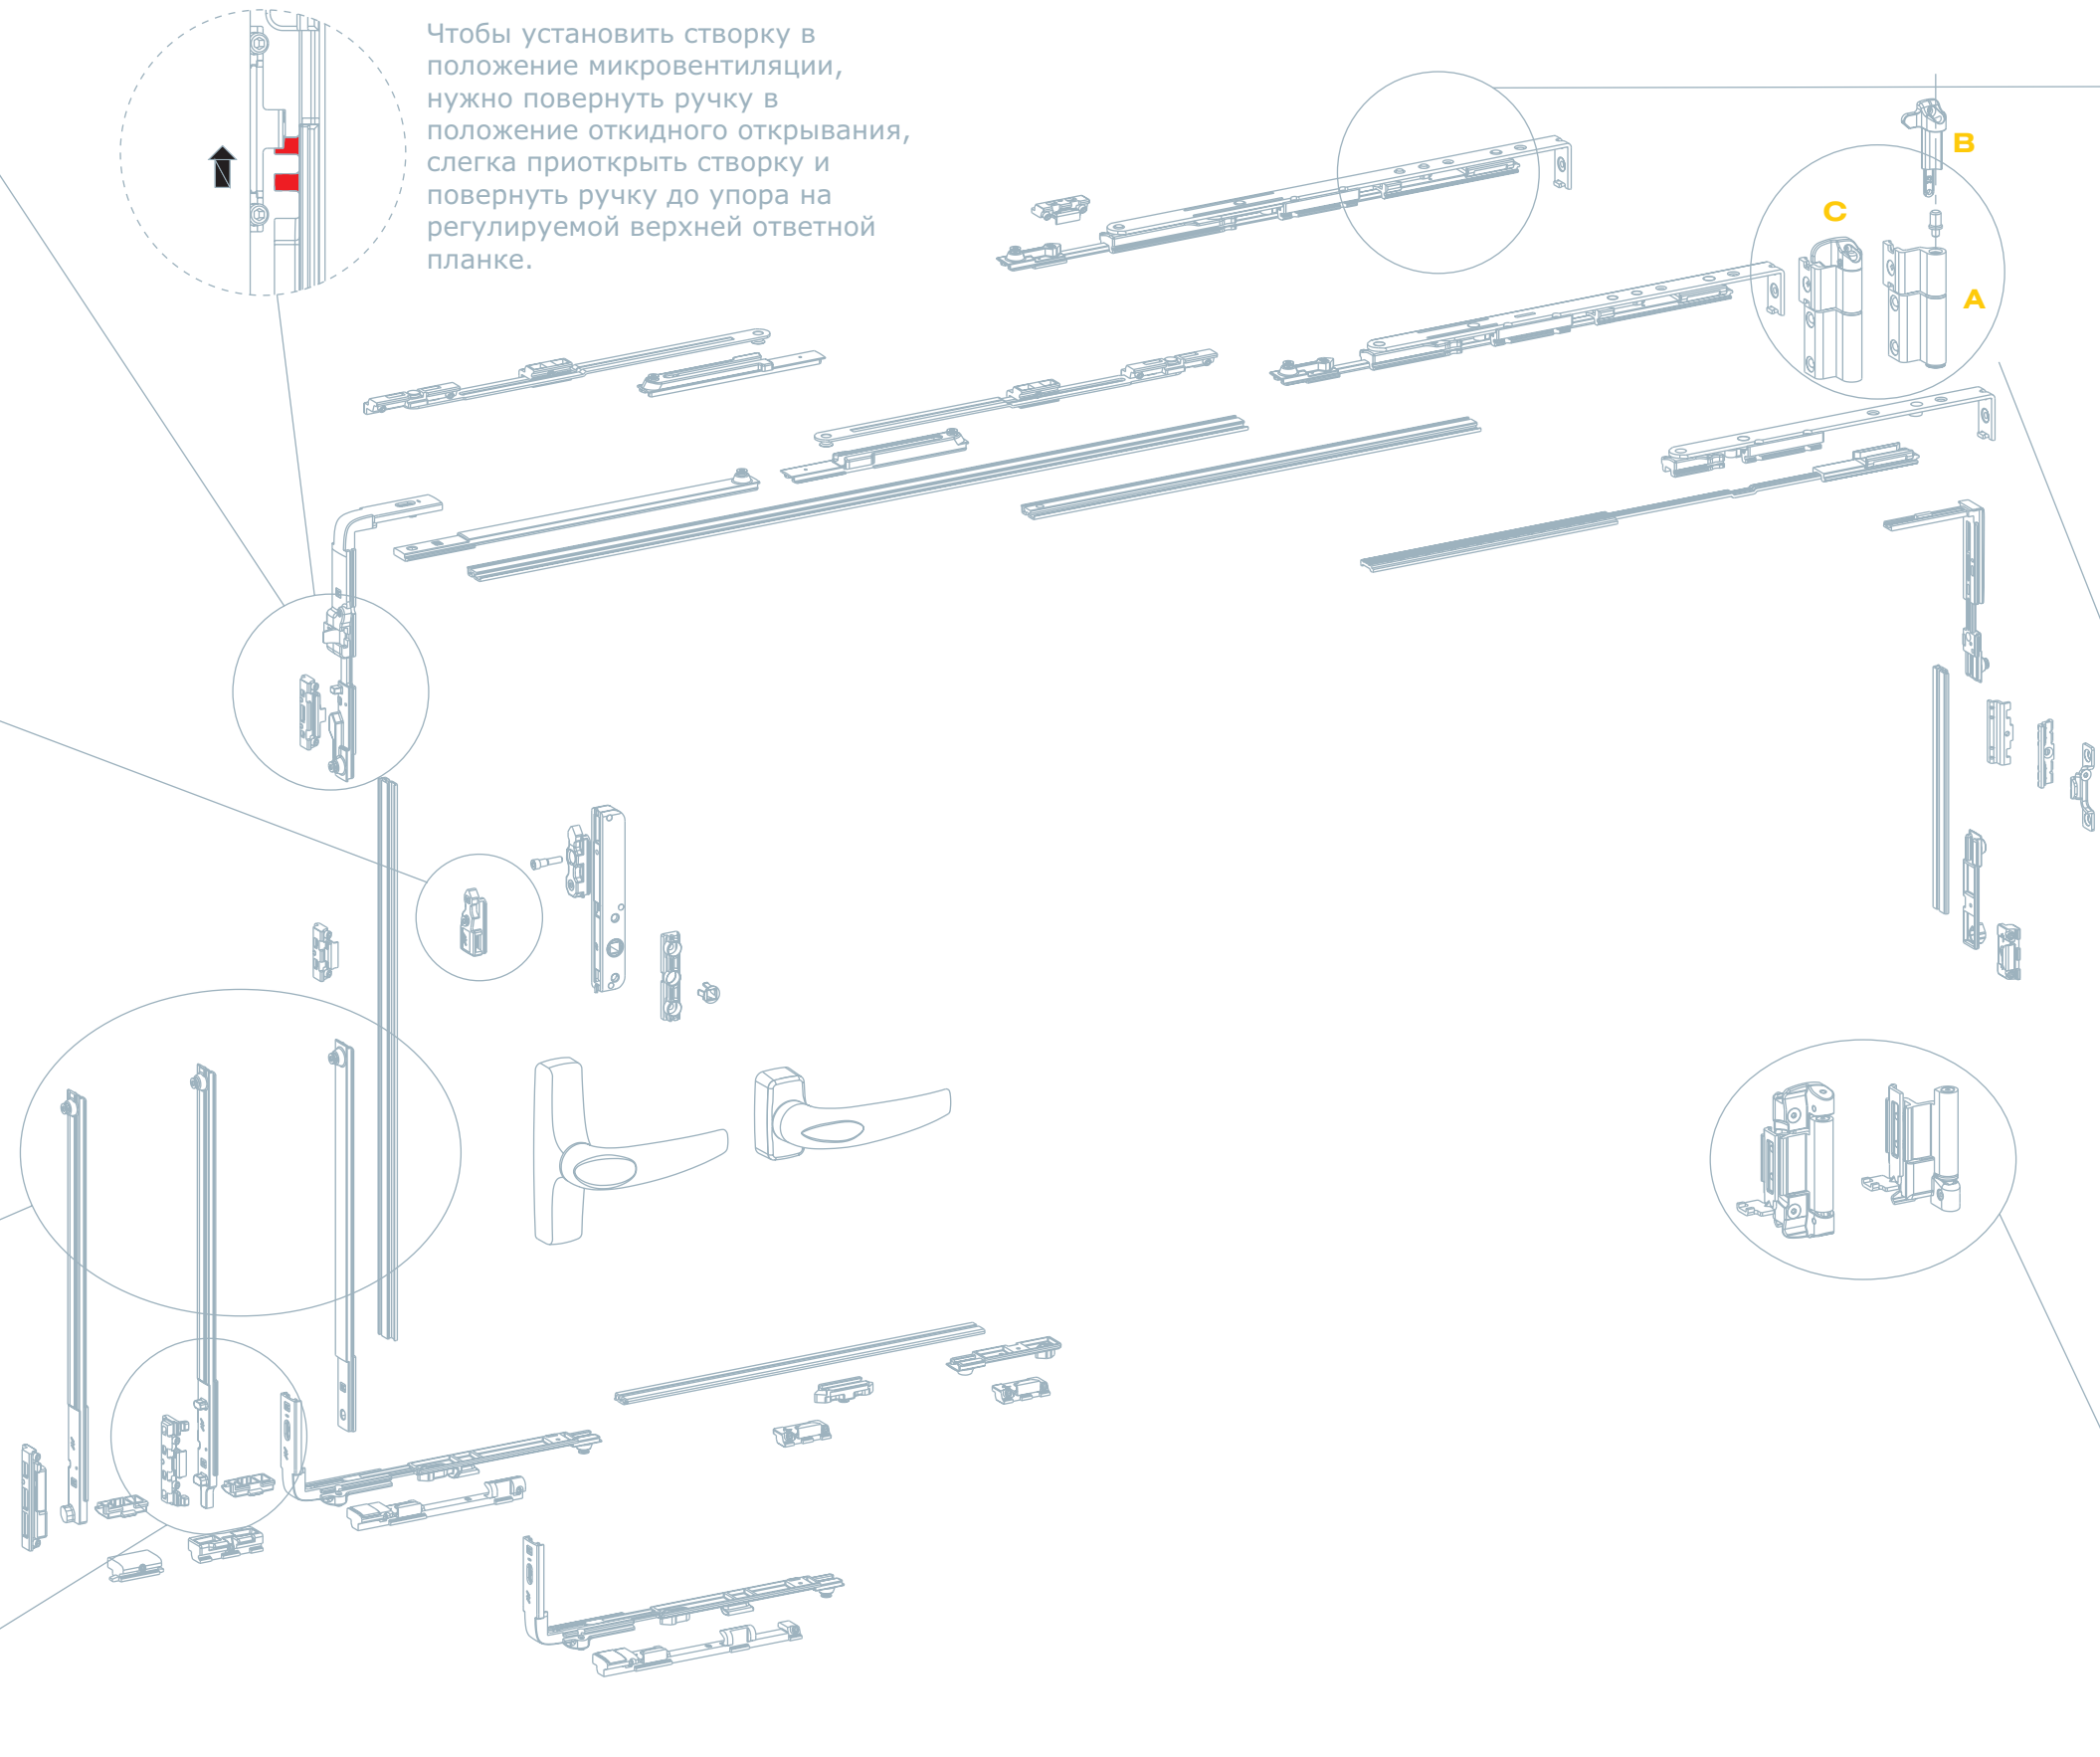 Чтобы установить створку в
положение микровентиляции,
нужно повернуть ручку в
положение откидного открывания,
слегка приоткрыть створку и
повернуть ручку до упора на
регулируемой верхней ответной
планке.
B
C
A